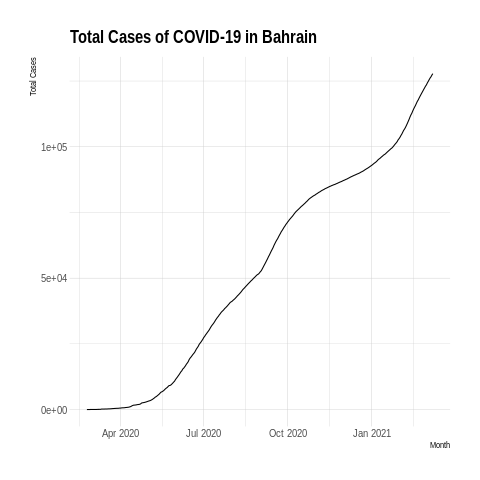 Total Cases of COVID-19 in Bahrain
Total Cases
1e+05
5e+04
0e+00
Apr 2020
Jul 2020
Oct 2020
Jan 2021
Month